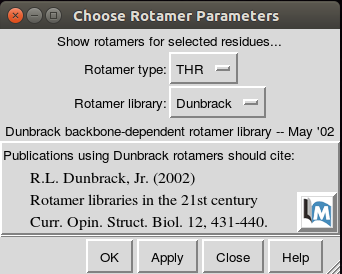 Choose Rotamer Parameters
Show rotamers for selected residues...
Rotamer type: THR
Rotamer library: Dunbrack
Dunbrack backbone-dependent rotamer library -- May '02
Publications using Dunbrack rotamers should cite:
R.L. Dunbrack, Jr. (2002)
Rotamer libraries in the 21st century
Curr. Opin. Struct. Biol. 12, 431-440.
M
OK Apply Close Help